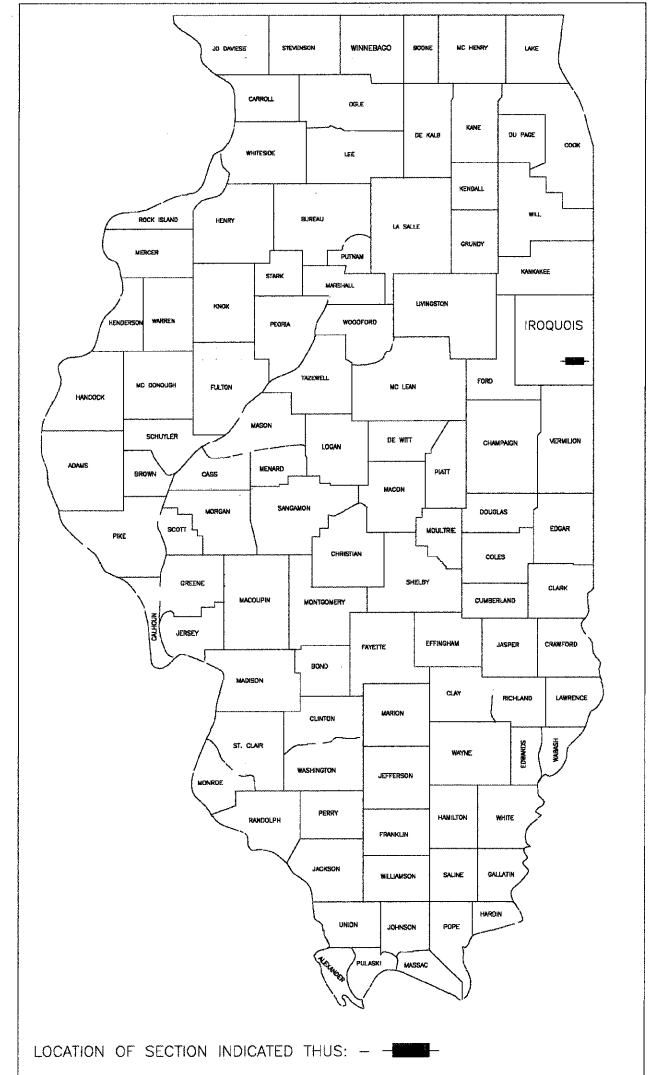 JO DAVIESE STEVENSON WINNEBAGO BOONE MC HENRY LAKE
CARROLL OGLE
DE KALB KANE DU PAGE COOK
WHITESIDE LEE
KENDALL
ROCK ISLAND HENRY BUREAU LA SALLE WILL
MERCER PUTNAM GRUNDY
STARK KANKAKEE
MARSHALL
HENDERSON WARREN KNOX PEORIA WOODFORD LIVINGSTON IROQUOIS
HANCOCK MC DONOUGH FULTON TAZEWELL MC LEAN FORD
MASON
SCHUYLER LOGAN DE WITT CHAMPAIGN VERMILION
ADAMS BROWN CASS MENARD PIATT
MACON
MORGAN SANGAMON DOUGLAS
PIKE SCOTT MOULTRIE EDGAR
CHRISTIAN COLES
GREENE SHELBY CLARK
MACOUPIN MONTGOMERY CUMBERLAND
CALHOUN JERSEY
FAYETTE EFFINGHAM JASPER CRAWFORD
BOND
MADISON
CLAY RICHLAND LAWRENCE
CLINTON MARION
ST. CLAIR WAYNE EDWARDS WABASH
WASHINGTON JEFFERSON
MONROE
RANDOLPH PERRY HAMILTON WHITE
FRANKLIN
JACKSON WILLIAMSON SALINE GALLATIN
HARDIN
UNION JOHNSON POPE
ALEXANDER PULASKI MASSAC
LOCATION OF SECTION INDICATED THUS: –